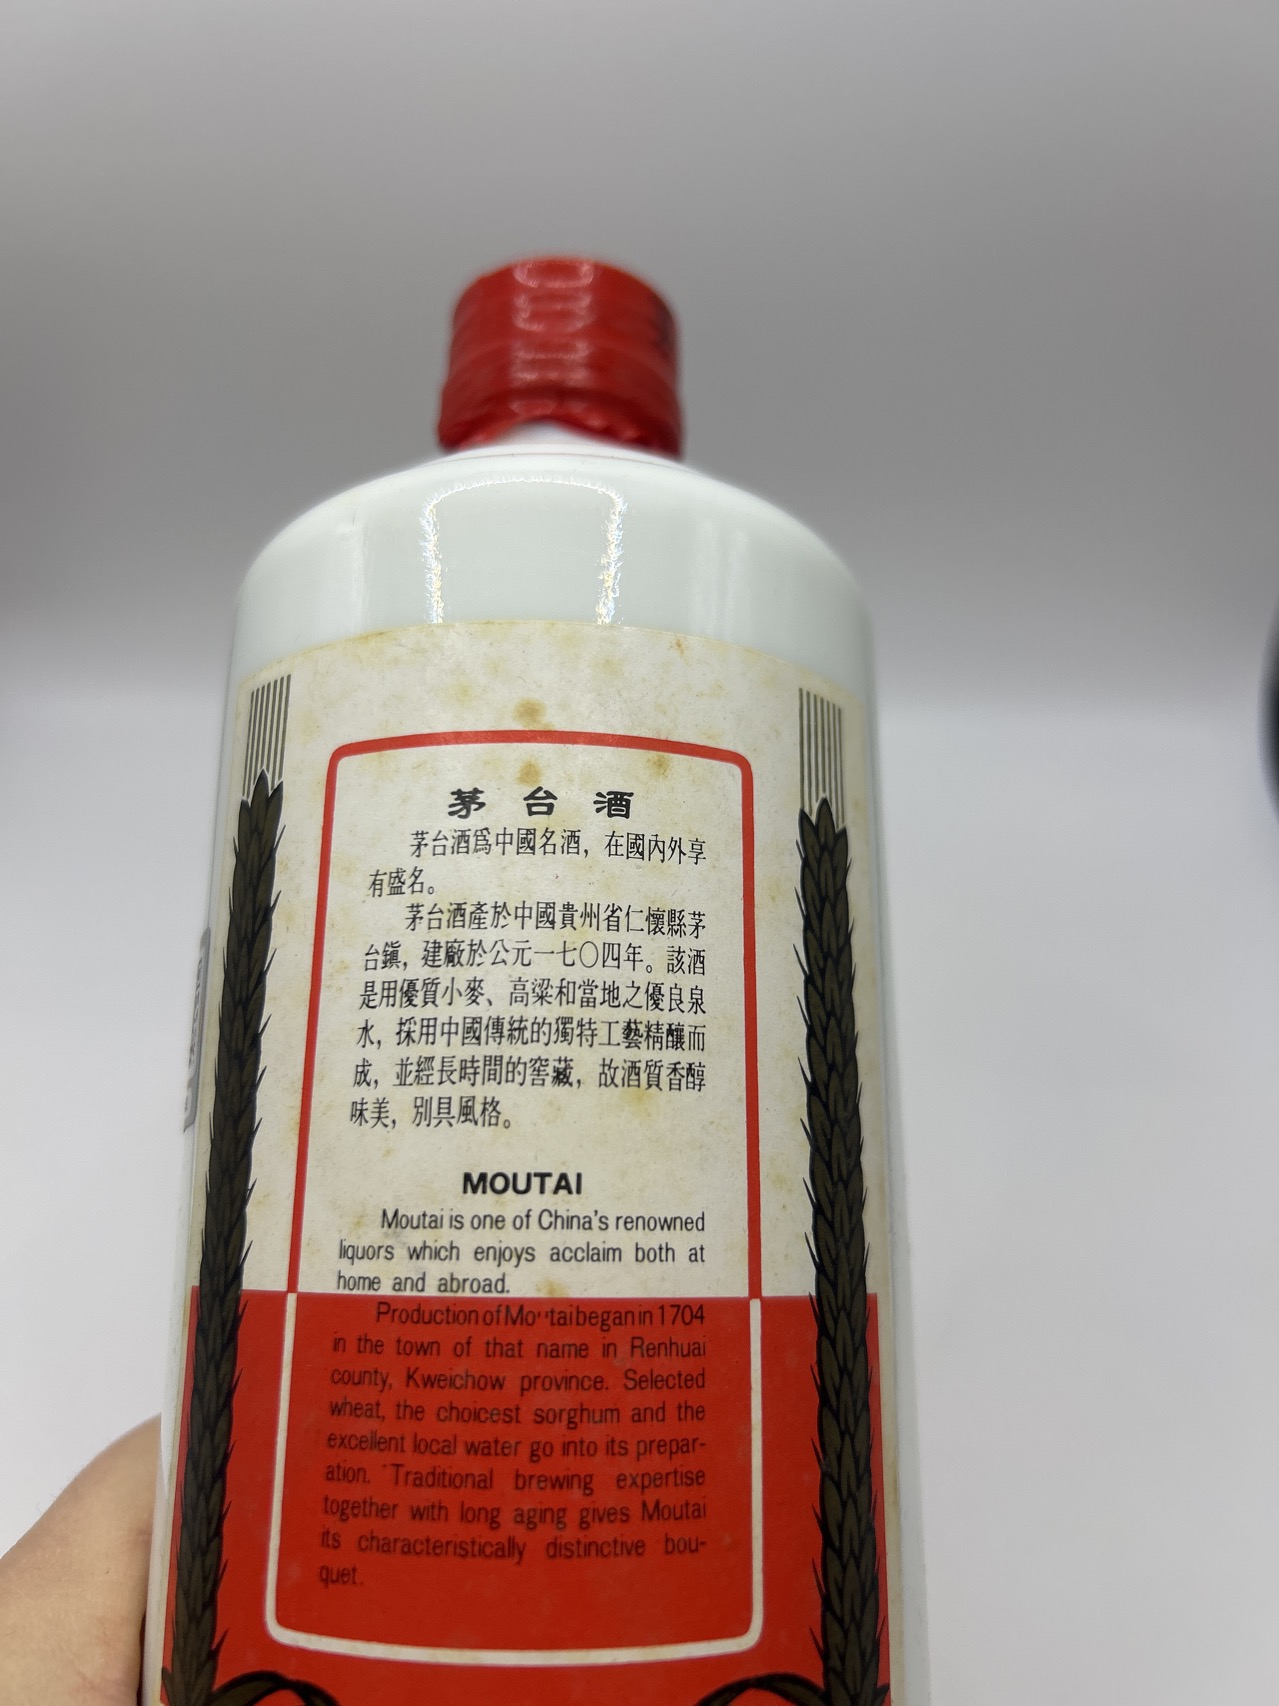 茅台酒
茅台酒爲中國名酒，在國內外享
有盛名。
茅台酒產於中國貴州省仁懷縣茅
台鎭，建廠於公元一七〇四年。該酒
是用優質小麥、高粱和當地之優良泉
水，採用中國傳統的獨特工藝精釀而
成，並經長時間的窖藏，故酒質香醇
味美，別具風格。
MOUTAI
Moutai is one of China's renowned
liquors which enjoys acclaim both at
home and abroad.
Production of Mo··tai began in 1704
in the town of that name in Renhuai
county, Kweichow province. Selected
wheat, the choicest sorghum and the
excellent local water go into its prepar-
ation. Traditional brewing expertise
together with long aging gives Moutai
its characteristically distinctive bou-
quet.